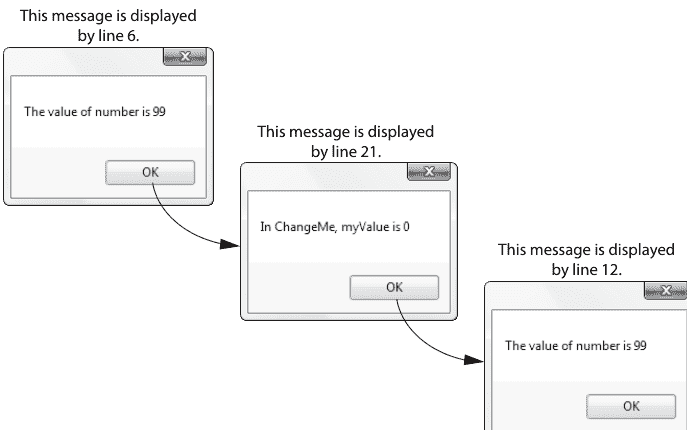 This message is displayed
by line 6.
X
The value of number is 99
OK
This message is displayed
by line 21.
X
In ChangeMe, myValue is 0
OK
This message is displayed
by line 12.
X
The value of number is 99
OK